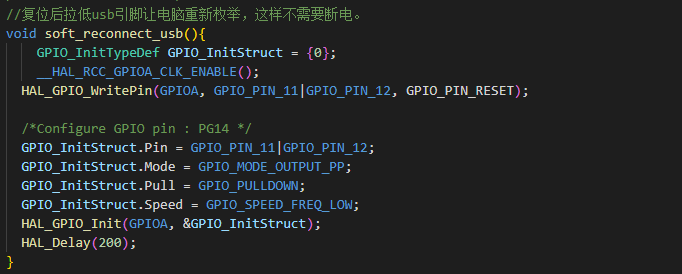 //复位后拉低usb引脚让电脑重新枚举，这样不需要断电。
void soft_reconnect_usb(){
GPIO_InitTypeDef GPIO_InitStruct = {0};
__HAL_RCC_GPIOA_CLK_ENABLE();
HAL_GPIO_WritePin(GPIOA, GPIO_PIN_11|GPIO_PIN_12, GPIO_PIN_RESET);
/*Configure GPIO pin : PG14 */
GPIO_InitStruct.Pin = GPIO_PIN_11|GPIO_PIN_12;
GPIO_InitStruct.Mode = GPIO_MODE_OUTPUT_PP;
GPIO_InitStruct.Pull = GPIO_PULLDOWN;
GPIO_InitStruct.Speed = GPIO_SPEED_FREQ_LOW;
HAL_GPIO_Init(GPIOA, &GPIO_InitStruct);
HAL_Delay(200);
}